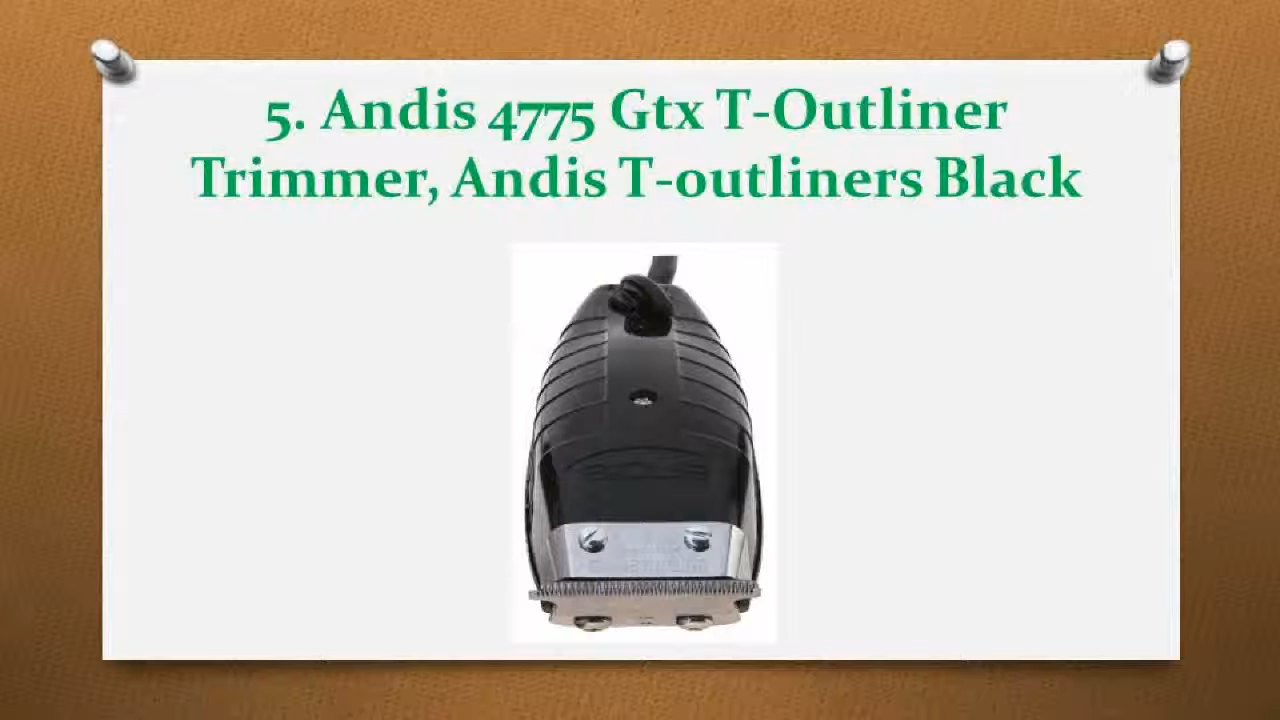 5. Andis 4775 Gtx T-Outliner
Trimmer, Andis T-outliners Black